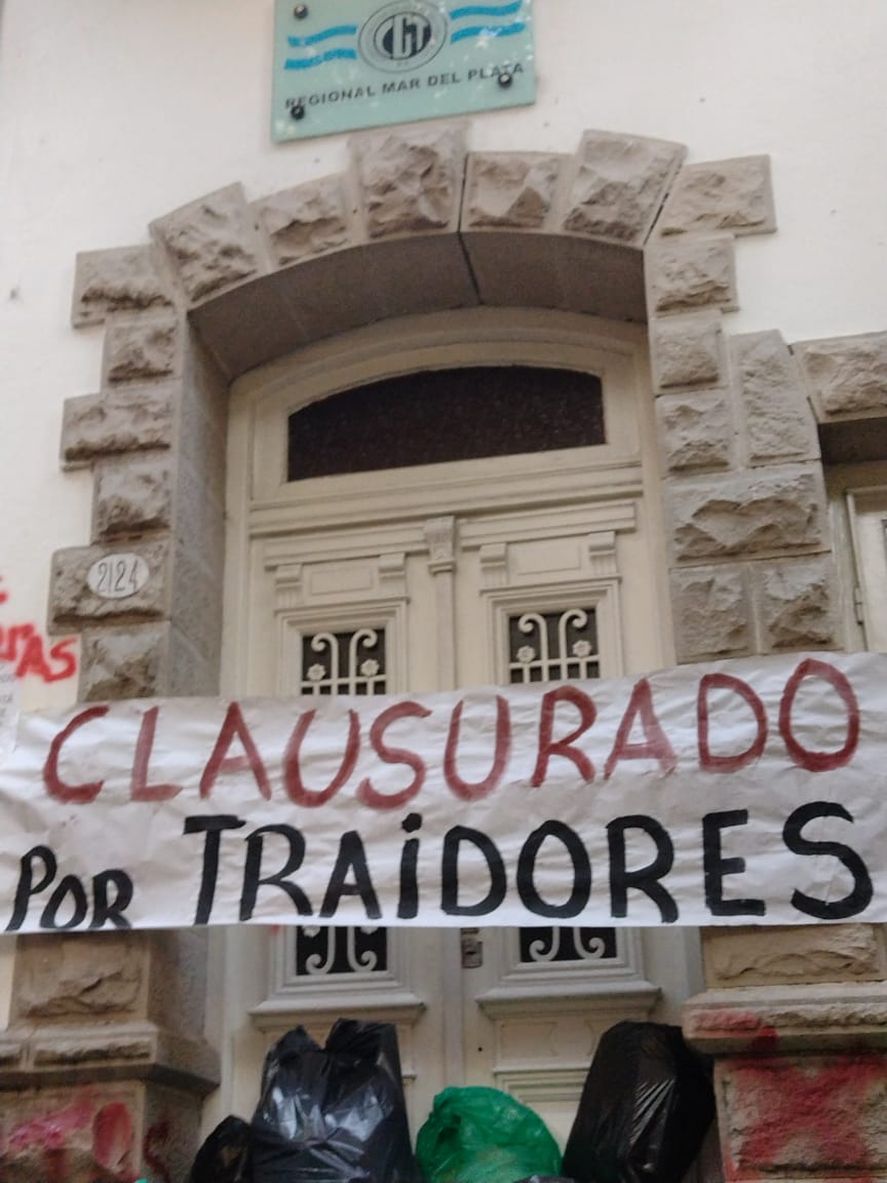 CGT
REGIONAL MAR DEL PLATA
2124
CLAUSURADO
POR TRAiDORES